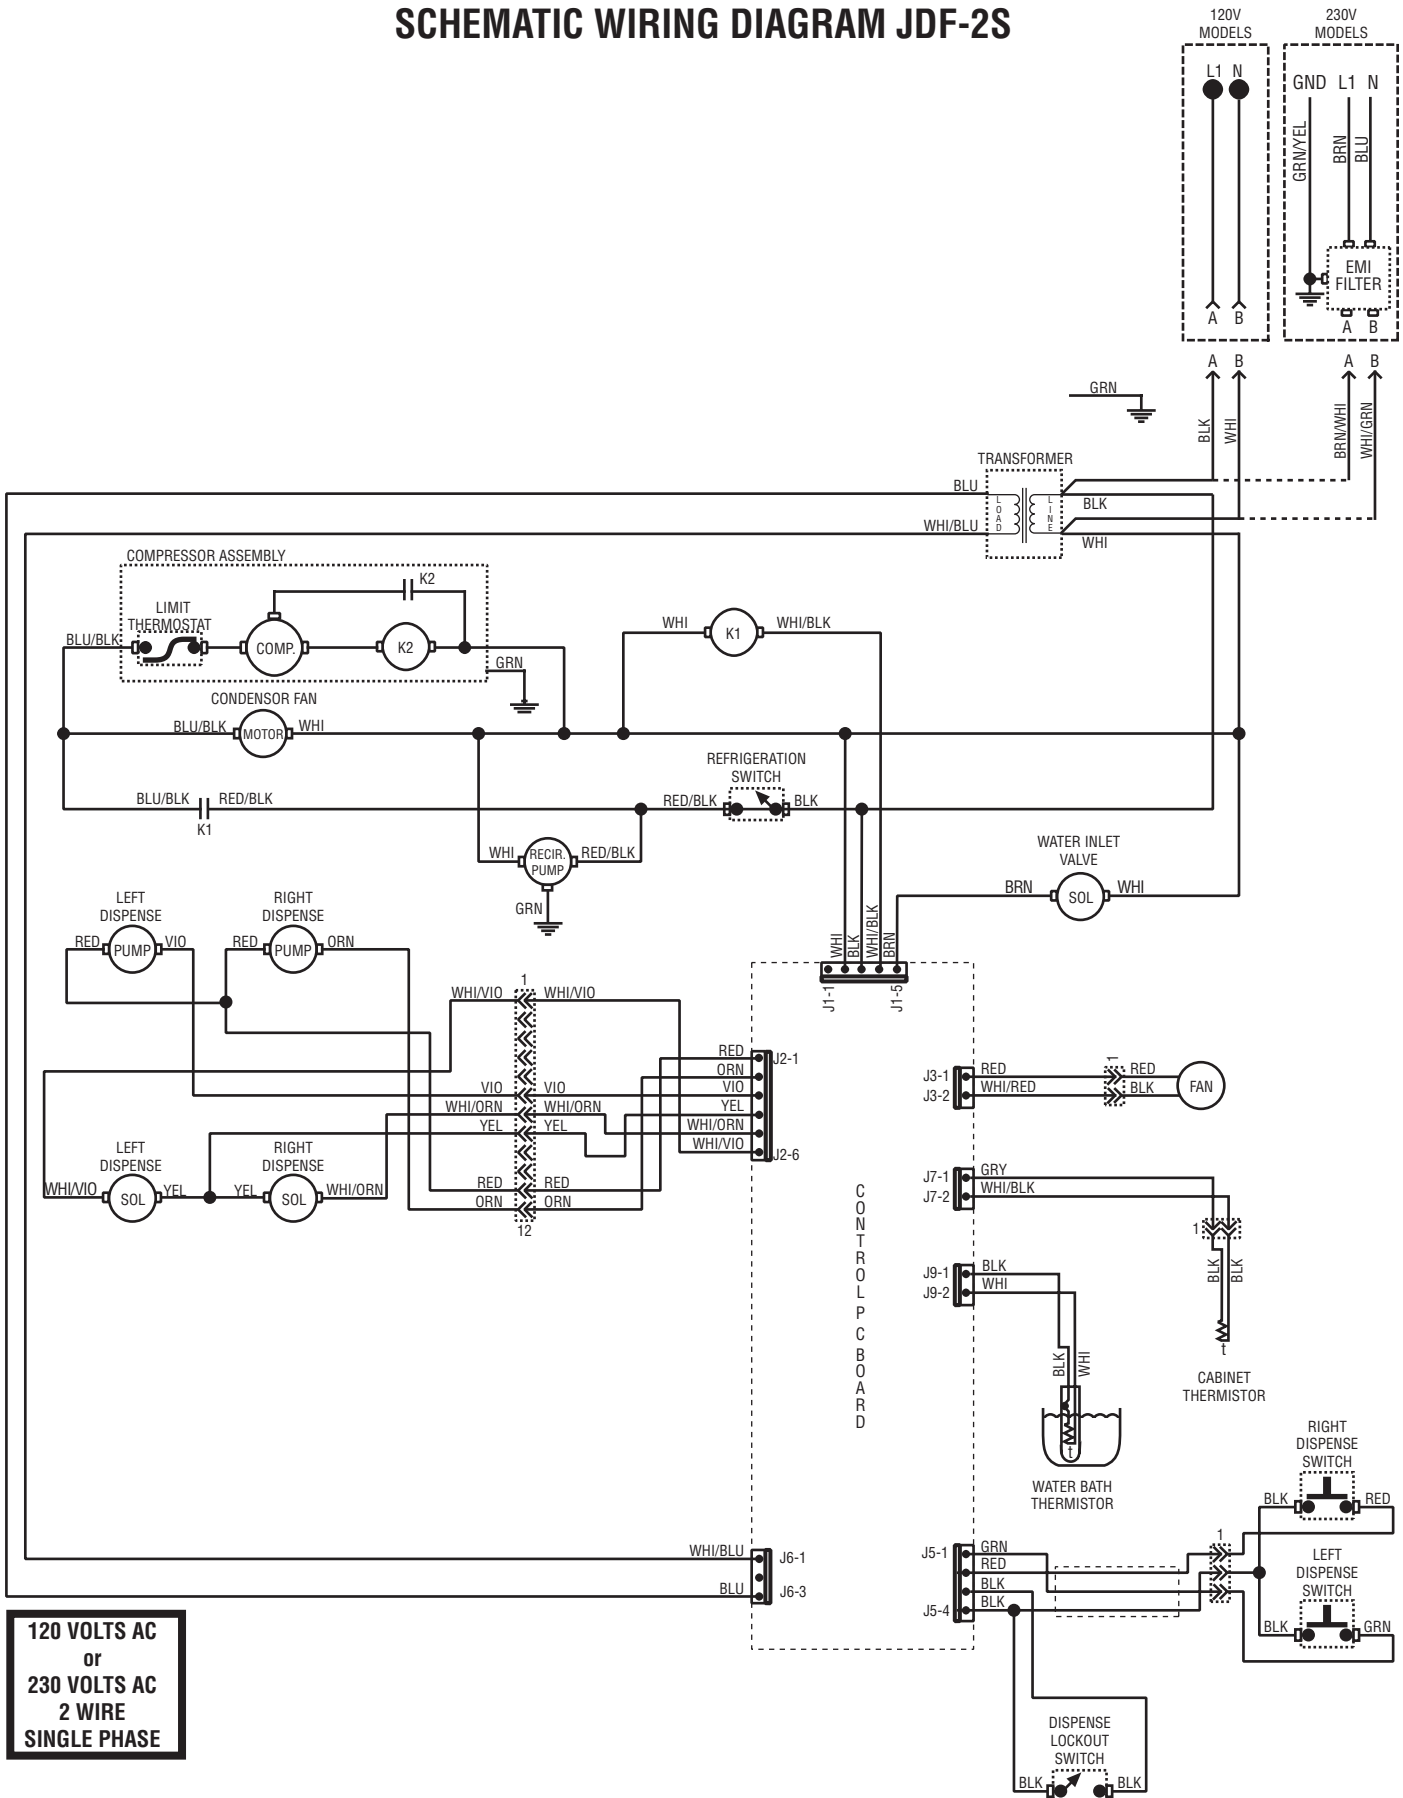 SCHEMATIC WIRING DIAGRAM JDF-2S
120V
MODELS
230V
MODELS
L1 N
GND L1 N
GRN/YEL
BRN
BLU
EMI
FILTER
A B
A B
A B
A B
GRN
BLK
WHI
BRN/WHI
WHI/GRN
TRANSFORMER
BLU
LOAD
LINE
BLK
WHI/BLU
WHI
COMPRESSOR ASSEMBLY
K2
LIMIT
THERMOSTAT
BLU/BLK
COMP.
K2
GRN
WHI
K1
WHI/BLK
CONDENSOR FAN
BLU/BLK
MOTOR
WHI
REFRIGERATION
SWITCH
BLU/BLK
RED/BLK
K1
RED/BLK
BLK
WHI
RECIR.
PUMP
RED/BLK
GRN
WATER INLET
VALVE
BRN
SOL
WHI
LEFT
DISPENSE
RIGHT
DISPENSE
RED
PUMP
VIO
RED
PUMP
ORN
WHI
BLK
WHI/BLK
BRN
J1-1
J1-5
1
WHI/VIO
WHI/VIO
VIO
VIO
WHI/ORN
WHI/ORN
YEL
YEL
RED
RED
ORN
ORN
12
RED
J2-1
ORN
VIO
YEL
WHI/ORN
WHI/VIO
J2-6
LEFT
DISPENSE
RIGHT
DISPENSE
WHI/VIO
SOL
YEL
YEL
SOL
WHI/ORN
CONTROL PC BOARD
J3-1
RED
J3-2
WHI/RED
1
RED
BLK
FAN
J7-1
GRY
J7-2
WHI/BLK
1
BLK
BLK
t
CABINET
THERMISTOR
J9-1
BLK
J9-2
WHI
BLK
WHI
t
WATER BATH
THERMISTOR
RIGHT
DISPENSE
SWITCH
BLK
RED
WHI/BLU
J6-1
BLU
J6-3
J5-1
GRN
RED
BLK
J5-4
BLK
1
LEFT
DISPENSE
SWITCH
BLK
GRN
DISPENSE
LOCKOUT
SWITCH
BLK
BLK
120 VOLTS AC
or
230 VOLTS AC
2 WIRE
SINGLE PHASE